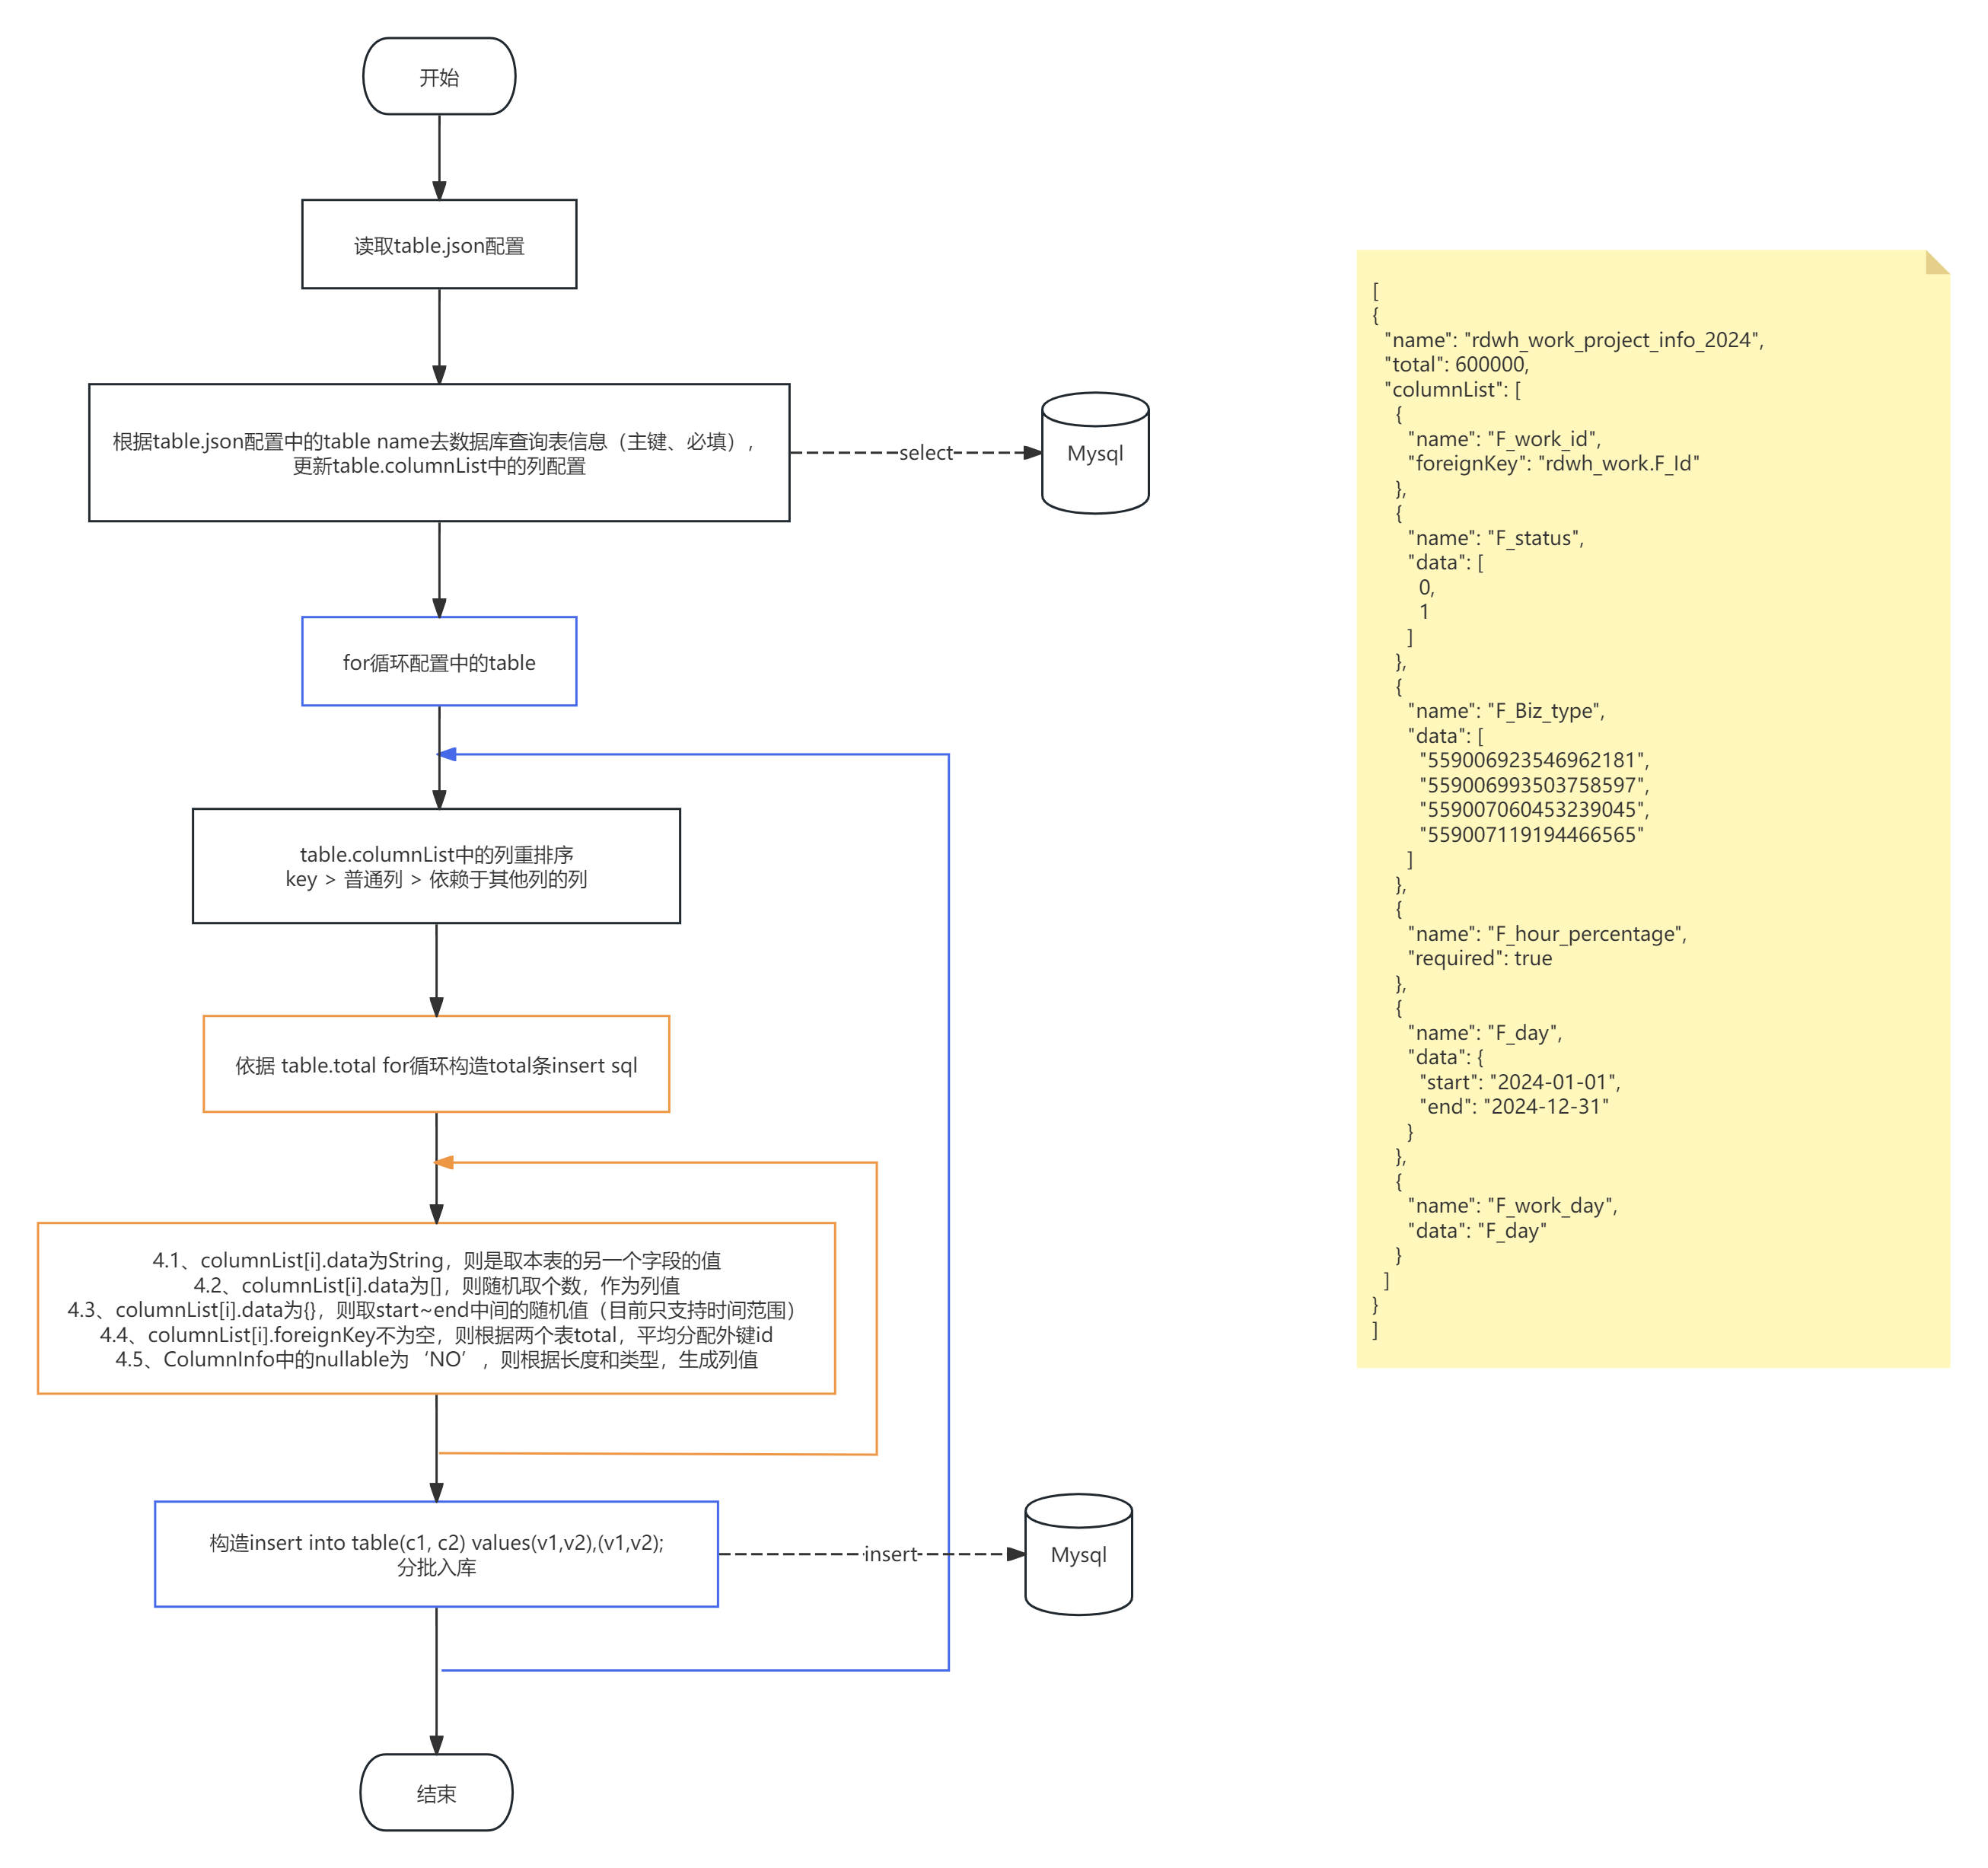 开始
读取table.json配置
根据table.json配置中的table name去数据库查询表信息（主键、必填），
更新table.columnList中的列配置
select
Mysql
for循环配置中的table
table.columnList中的列重排序
key > 普通列 > 依赖于其他列的列
依据 table.total for循环构造total条insert sql
4.1、columnList[i].data为String，则是取本表的另一个字段的值
4.2、columnList[i].data为[]，则随机取个数，作为列值
4.3、columnList[i].data为{}，则取start~end中间的随机值（目前只支持时间范围）
4.4、columnList[i].foreignKey不为空，则根据两个表total，平均分配外键id
4.5、ColumnInfo中的nullable为‘NO’，则根据长度和类型，生成列值
构造insert into table(c1, c2) values(v1,v2),(v1,v2);
分批入库
insert
Mysql
结束
[
{
"name": "rdwh_work_project_info_2024",
"total": 600000,
"columnList": [
{
"name": "F_work_id",
"foreignKey": "rdwh_work.F_Id"
},
{
"name": "F_status",
"data": [
0,
1
]
},
{
"name": "F_Biz_type",
"data": [
"559006923546962181",
"559006993503758597",
"559007060453239045",
"559007119194466565"
]
},
{
"name": "F_hour_percentage",
"required": true
},
{
"name": "F_day",
"data": {
"start": "2024-01-01",
"end": "2024-12-31"
}
},
{
"name": "F_work_day",
"data": "F_day"
}
]
}
]